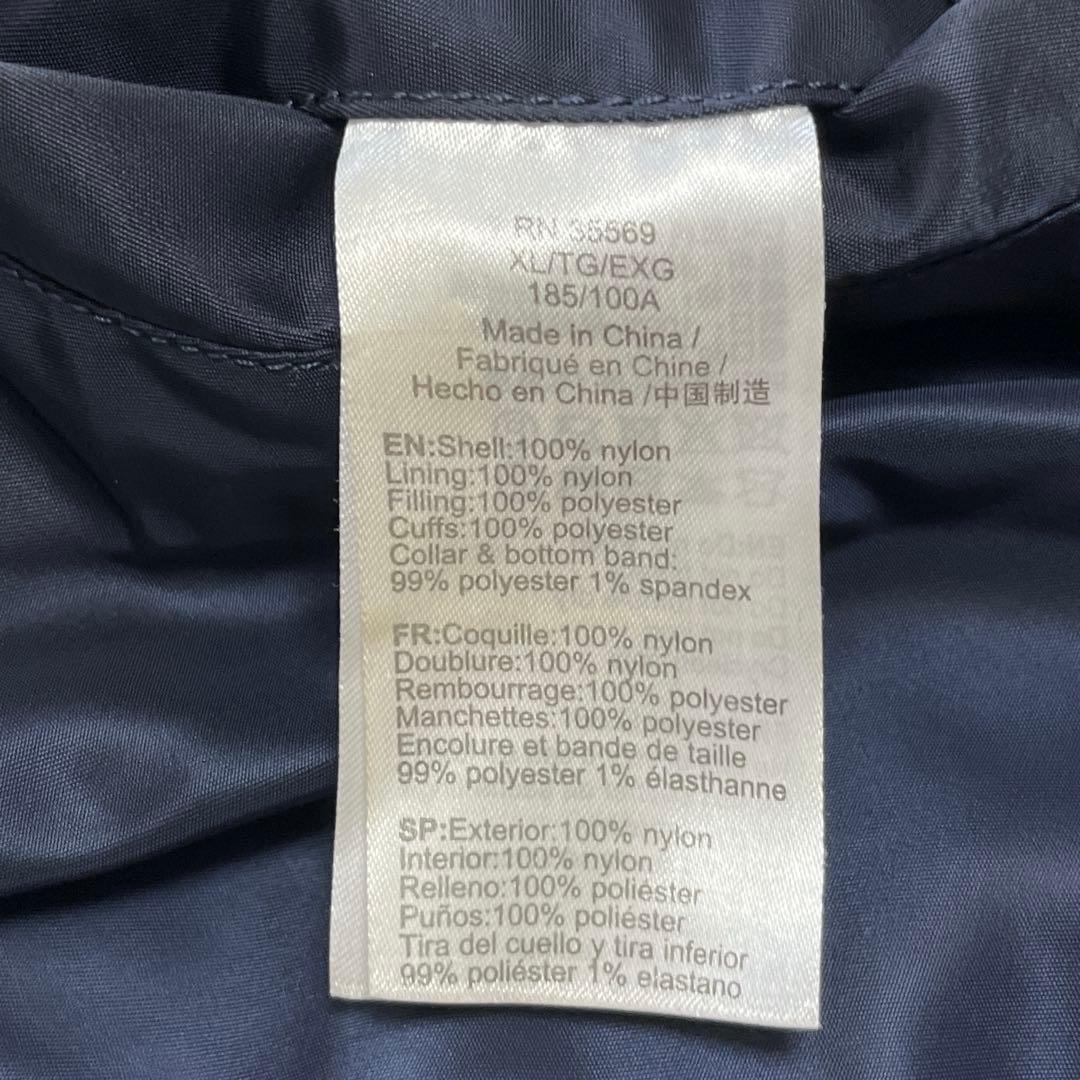 RN 35569
XL/TG/EXG
185/100A
Made in China /
Fabriqué en Chine /
Hecho en China /中国制造
EN:Shell:100% nylon
Lining:100% nylon
Filling:100% polyester
Cuffs:100% polyester
Collar & bottom band:
99% polyester 1% spandex
FR:Coquille:100% nylon
Doublure:100% nylon
Rembourrage:100% polyester
Manchettes:100% polyester
Encolure et bande de taille
99% polyester 1% élasthanne
SP:Exterior:100% nylon
Interior:100% nylon
Relleno:100% poliéster
Puños:100% poliéster
Tira del cuello y tira inferior
99% poliéster 1% elastano